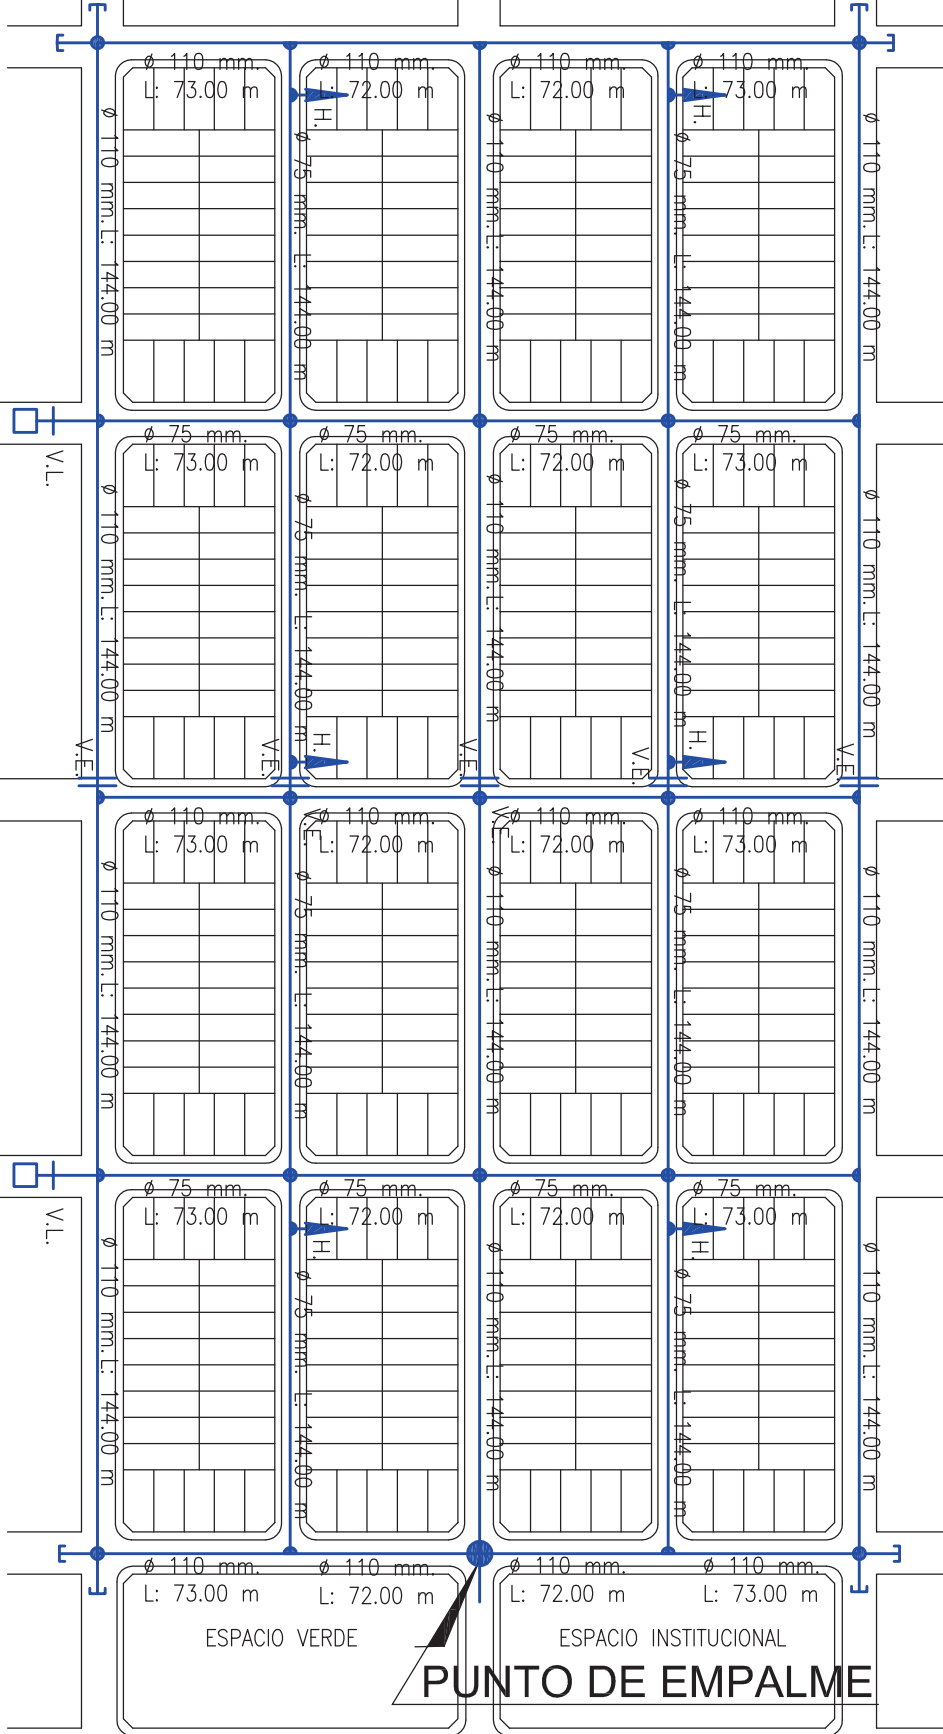 ø 110 mm.
L: 73.00 m
ø 110 mm.
L: 72.00 m
ø 110 mm.
L: 72.00 m
ø 110 mm.
L: 73.00 m
H.
H.
ø 110 mm.L: 144.00 m
ø 75 mm. L: 144.00 m
ø 110 mm.L: 144.00 m
ø 75 mm. L: 144.00 m
ø 110 mm.L: 144.00 m
ø 75 mm.
L: 73.00 m
ø 75 mm.
L: 72.00 m
ø 75 mm.
L: 72.00 m
ø 75 mm.
L: 73.00 m
V.L.
ø 110 mm.L: 144.00 m
ø 75 mm. L: 144.00 m
ø 110 mm.L: 144.00 m
ø 75 mm. L: 144.00 m
ø 110 mm.L: 144.00 m
H.
H.
V.E.
V.E.
V.E.
V.E.
V.E.
ø 110 mm.
L: 73.00 m
V.E.
ø 110 mm.
L: 72.00 m
V.E.
ø 110 mm.
L: 72.00 m
ø 110 mm.
L: 73.00 m
ø 110 mm.L: 144.00 m
ø 75 mm. L: 144.00 m
ø 110 mm.L: 144.00 m
ø 75 mm. L: 144.00 m
ø 110 mm.L: 144.00 m
ø 75 mm.
L: 73.00 m
ø 75 mm.
L: 72.00 m
ø 75 mm.
L: 72.00 m
ø 75 mm.
L: 73.00 m
V.L.
H.
H.
ø 110 mm.L: 144.00 m
ø 75 mm. L: 144.00 m
ø 110 mm.L: 144.00 m
ø 75 mm. L: 144.00 m
ø 110 mm.L: 144.00 m
ø 110 mm.
L: 73.00 m
ø 110 mm.
L: 72.00 m
ø 110 mm.
L: 72.00 m
ø 110 mm.
L: 73.00 m
ESPACIO VERDE
ESPACIO INSTITUCIONAL
PUNTO DE EMPALME